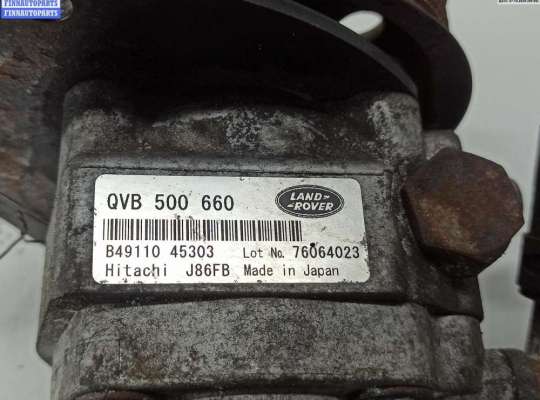 FINNAUTOPARTS
FINNAUTOPARTS
QVB 500 660
LAND-
-ROVER
B49110 45303 Lot No. 76064023
Hitachi J86FB Made in Japan